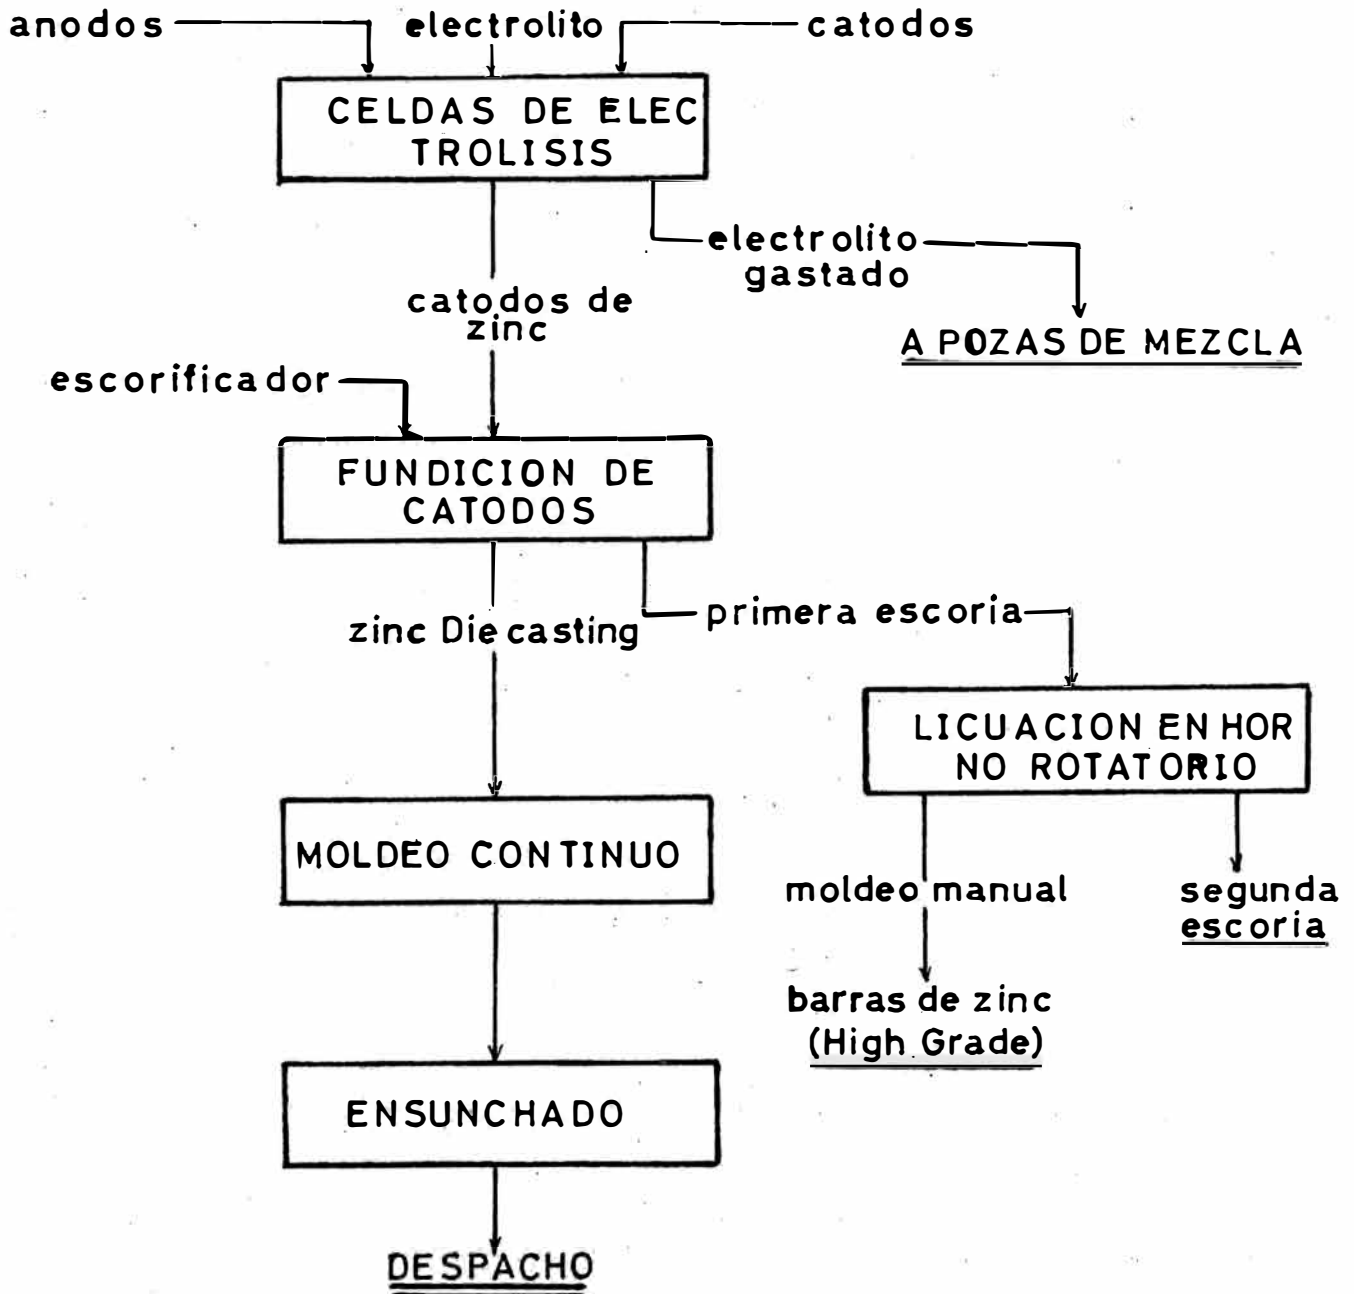 anodos electrolito catodos
CELDAS DE ELEC
TROLISIS
electrolito
gastado
catodos de
zinc
A POZAS DE MEZCLA
escorificador
FUNDICION DE
CATODOS
primera escoria
zinc Die casting
LICUACION EN HOR
NO ROTATORIO
MOLDEO CONTINUO
moldeo manual
segunda
escoria
barras de zinc
(High Grade)
ENSUNCHADO
DESPACHO